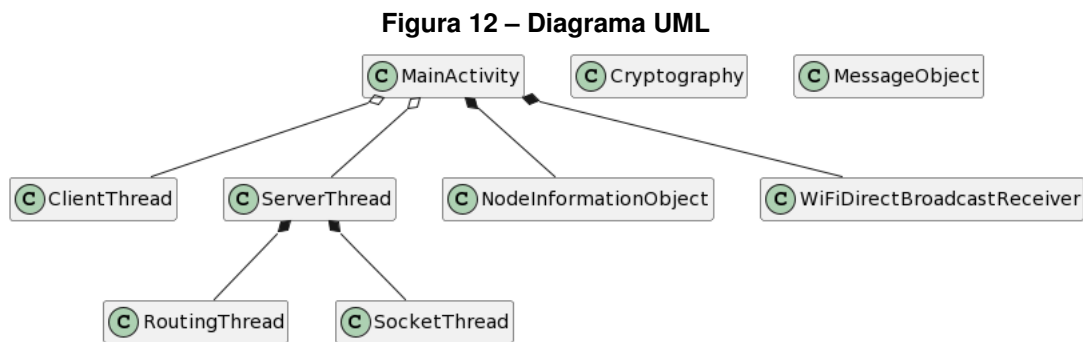 Figura 12 – Diagrama UML
C MainActivity
C Cryptography
C MessageObject
C ClientThread
C ServerThread
C NodeInformationObject
C WiFiDirectBroadcastReceiver
C RoutingThread
C SocketThread